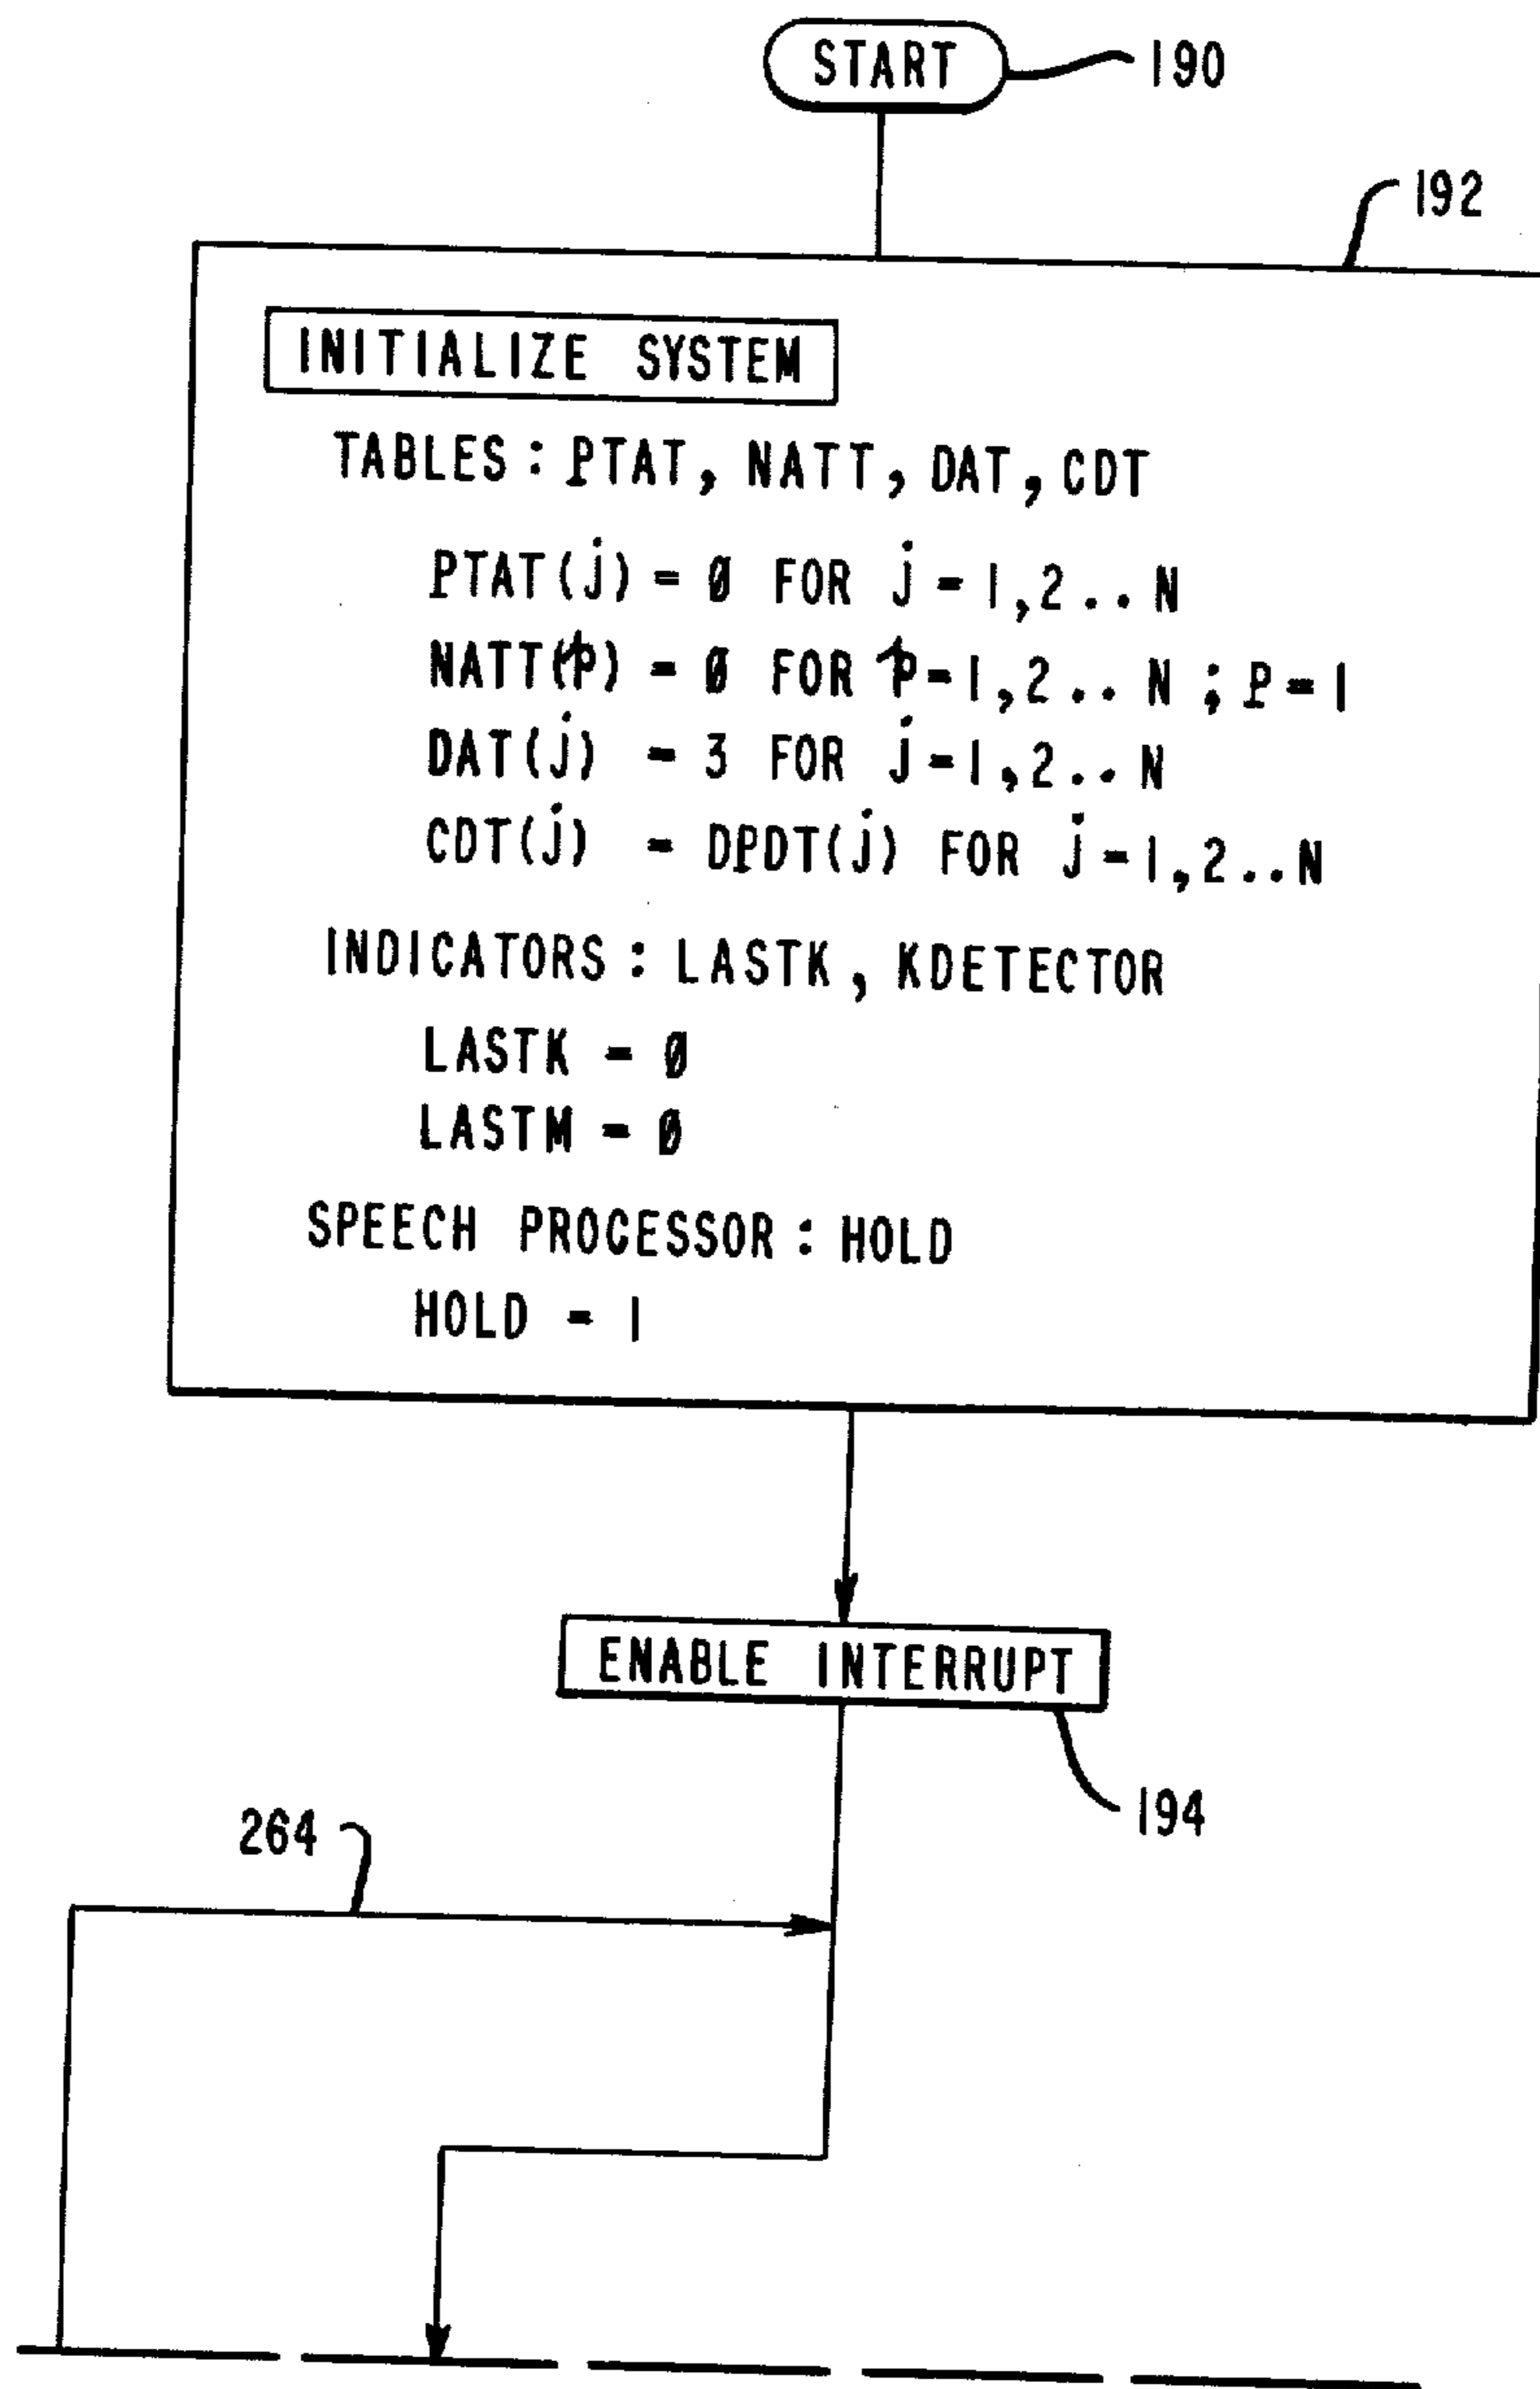 START
190
192
INITIALIZE SYSTEM
TABLES : PTAT, NATT, DAT, CDT
PTAT(j) = Ø FOR j = 1,2.. N
NATT(p) = Ø FOR p=1,2.. N ; P=1
DAT(j) = 3 FOR j=1,2.. N
CDT(j) = DPDT(j) FOR j=1,2..N
INDICATORS : LASTK, KDETECTOR
LASTK = Ø
LASTM = Ø
SPEECH PROCESSOR : HOLD
HOLD = 1
ENABLE INTERRUPT
194
264